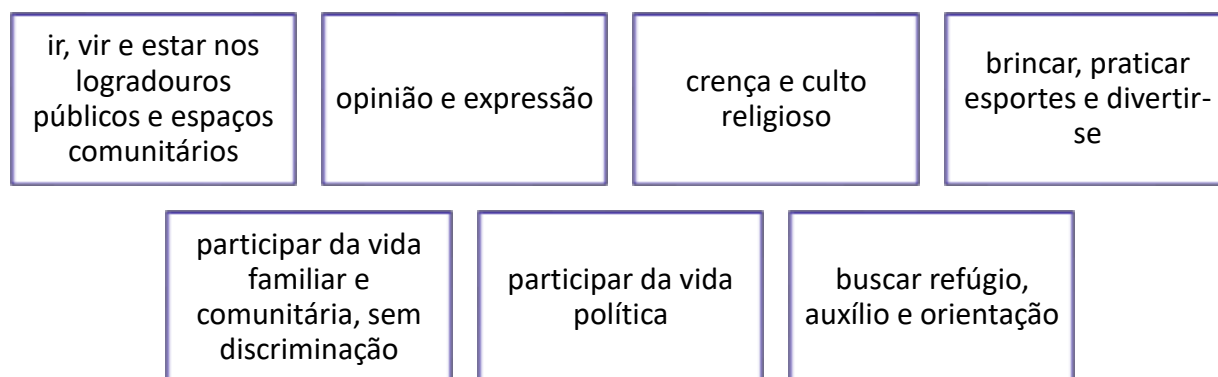 ir, vir e estar nos
logradouros
públicos e espaços
comunitários
opinião e expressão
crença e culto
religioso
brincar, praticar
esportes e divertir-
se
participar da vida
familiar e
comunitária, sem
discriminação
participar da vida
política
buscar refúgio,
auxílio e orientação